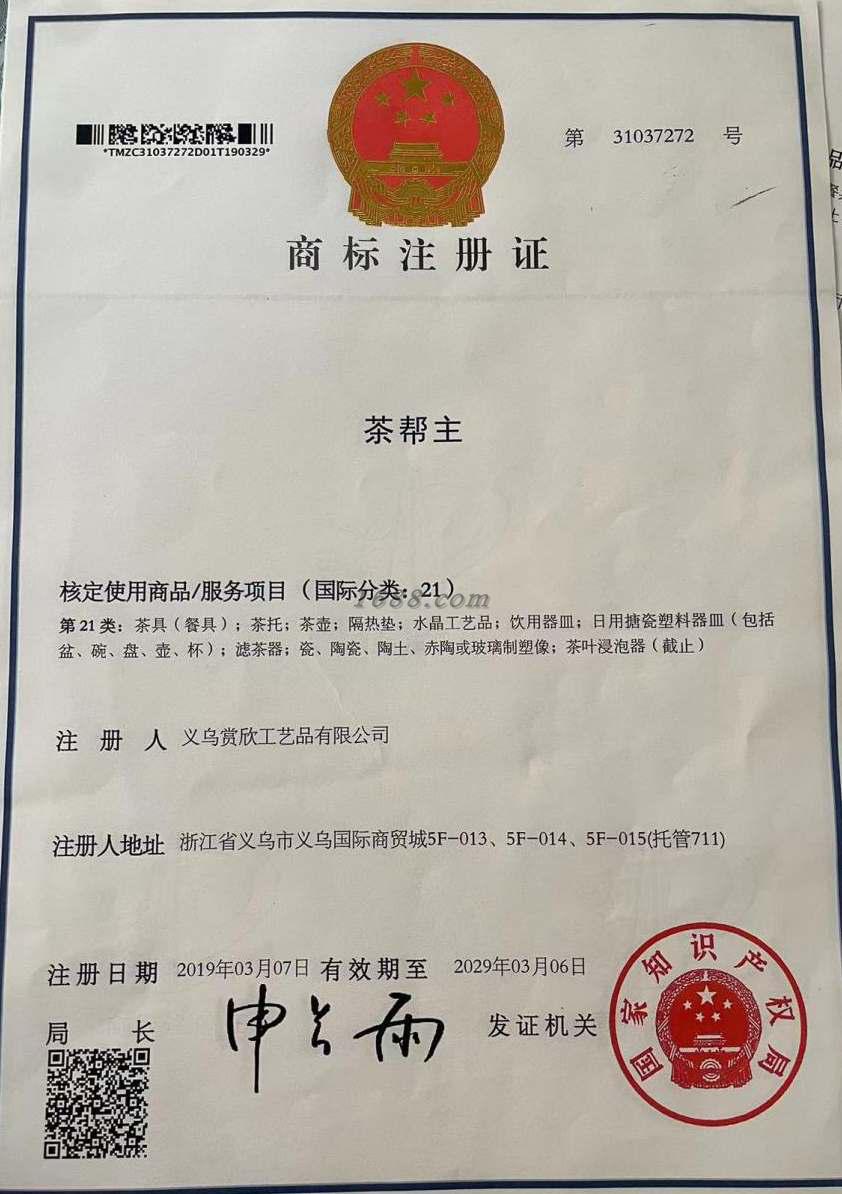 *TMZC31037272D01T190329*
第 31037272 号
商标注册证
茶帮主
核定使用商品/服务项目（国际分类：21）
1688.com
第21类：茶具（餐具）；茶托；茶壶；隔热垫；水晶工艺品；饮用器皿；日用搪瓷塑料器皿（包括
盆、碗、盘、壶、杯）；滤茶器；瓷、陶瓷、陶土、赤陶或玻璃制塑像；茶叶浸泡器（截止）
注册人 义乌赏欣工艺品有限公司
注册人地址 浙江省义乌市义乌国际商贸城5F-013、5F-014、5F-015(托管711)
注册日期 2019年03月07日 有效期至 2029年03月06日
局长 申长雨 发证机关
国家知识产权局